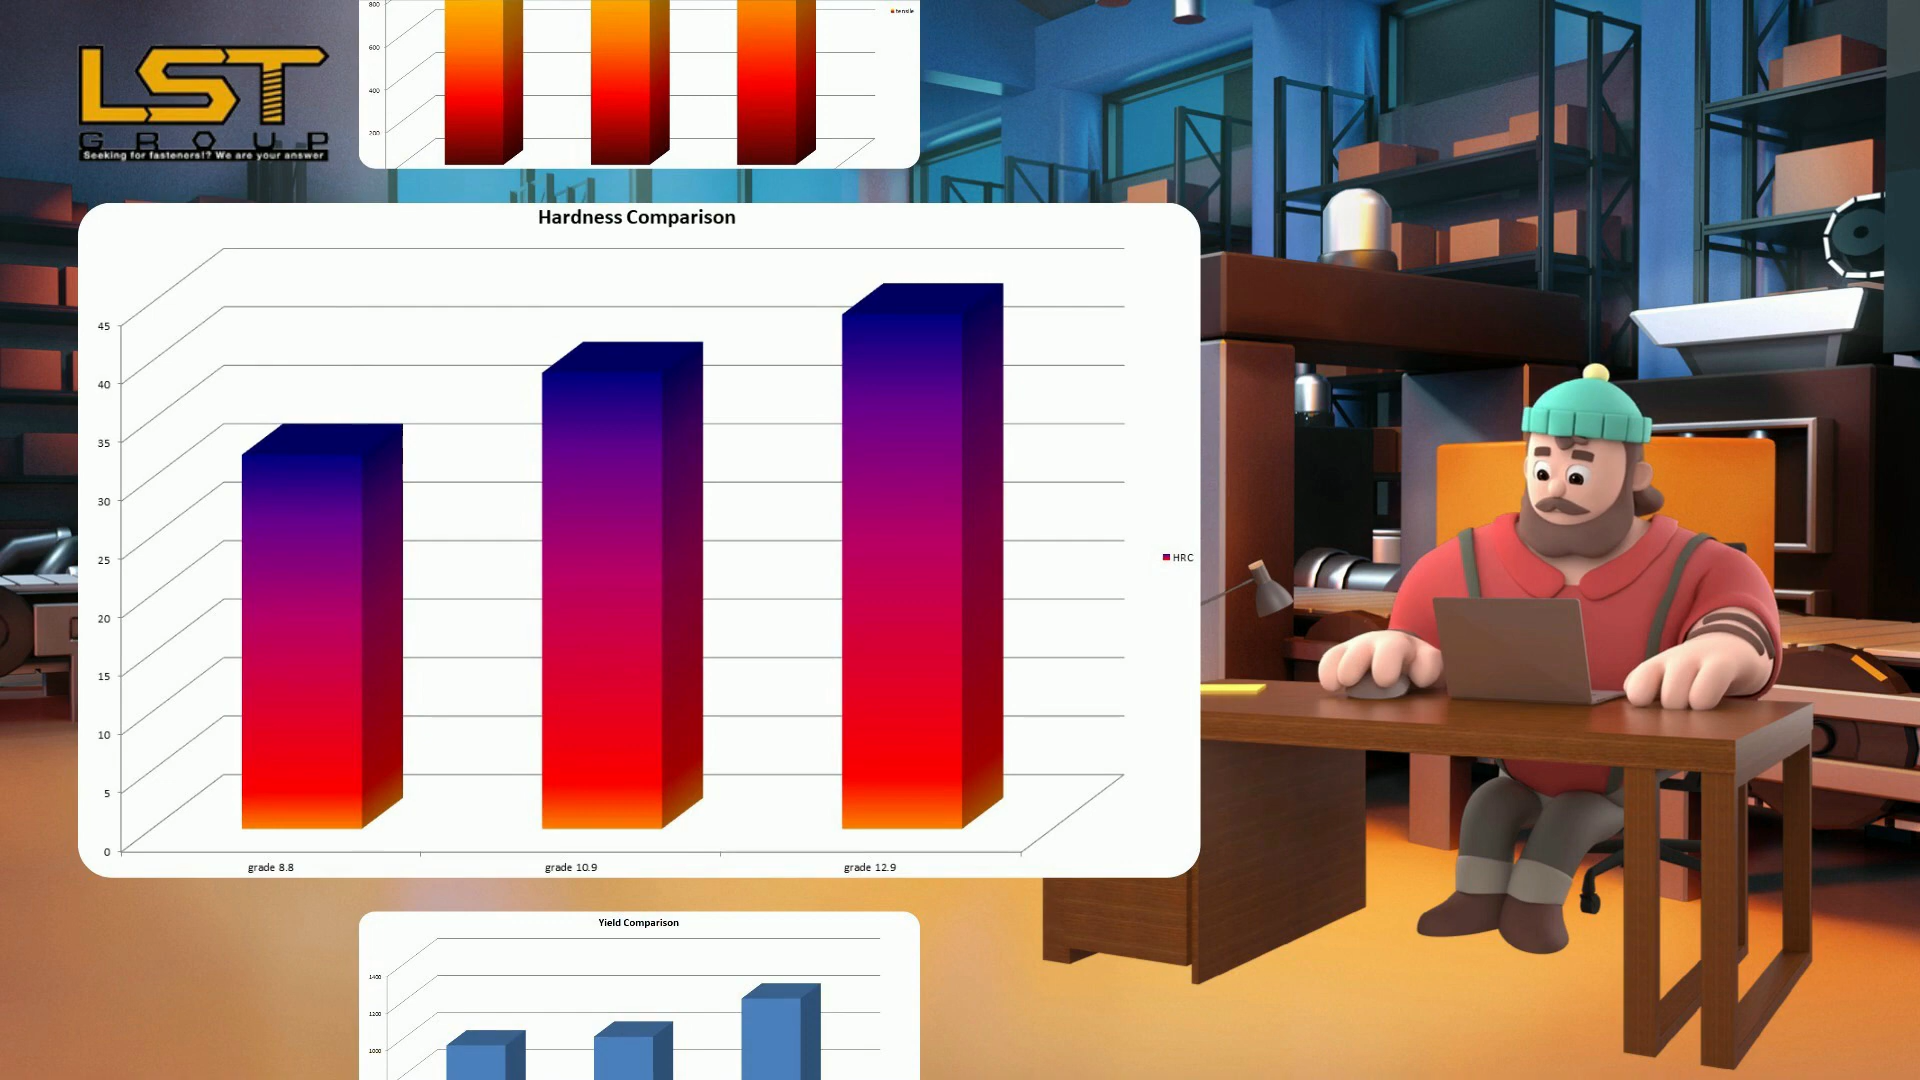 LST
GROUP
Seeking for fasteners!? We are your answer
800
600
400
200
tensile
Hardness Comparison
45
40
35
30
25
20
15
10
5
0
grade 8.8
grade 10.9
grade 12.9
HRC
Yield Comparison
1400
1200
1000